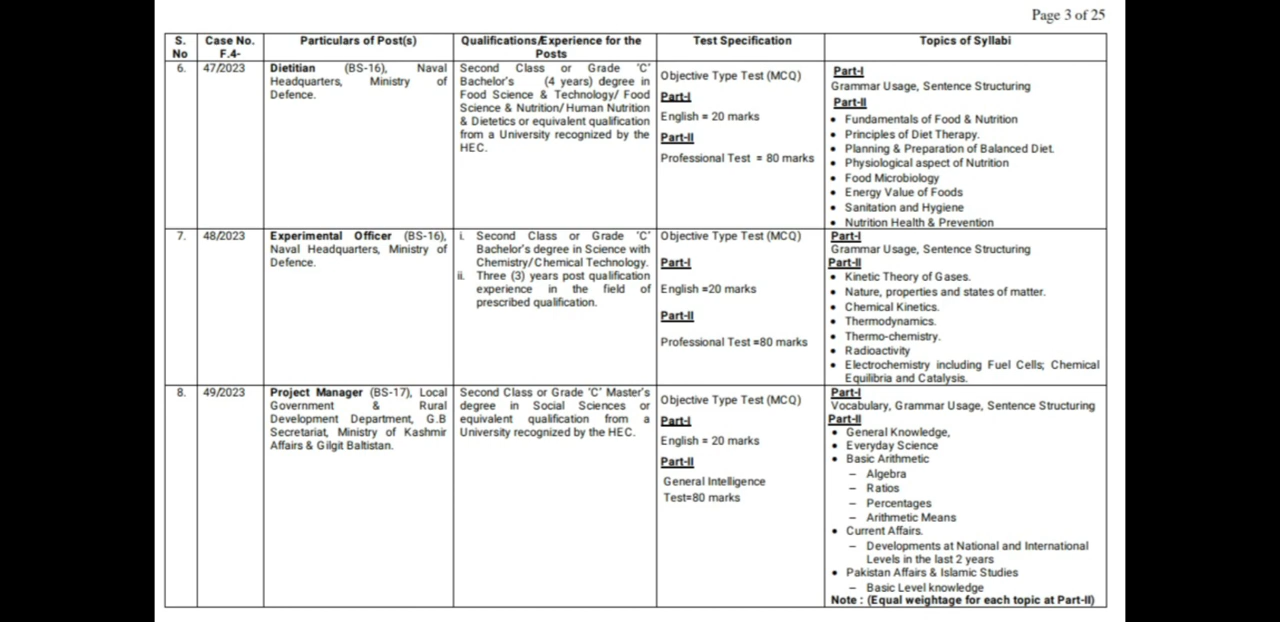 Page 3 of 25
S. No
Case No. F.4-
Particulars of Post(s)
Qualifications/Experience for the Posts
Test Specification
Topics of Syllabi
6.
47/2023
Dietitian (BS-16), Naval
Headquarters, Ministry of
Defence.
Second Class or Grade 'C'
Bachelor's (4 years) degree in
Food Science & Technology/ Food
Science & Nutrition/ Human Nutrition
& Dietetics or equivalent qualification
from a University recognized by the
HEC.
Objective Type Test (MCQ)
Part-I
English = 20 marks
Part-II
Professional Test = 80 marks
Part-I
Grammar Usage, Sentence Structuring
Part-II
• Fundamentals of Food & Nutrition
• Principles of Diet Therapy.
• Planning & Preparation of Balanced Diet.
• Physiological aspect of Nutrition
• Food Microbiology
• Energy Value of Foods
• Sanitation and Hygiene
• Nutrition Health & Prevention
7.
48/2023
Experimental Officer (BS-16),
Naval Headquarters, Ministry of
Defence.
i. Second Class or Grade 'C'
Bachelor's degree in Science with
Chemistry/ Chemical Technology.
ii. Three (3) years post qualification
experience in the field of
prescribed qualification.
Objective Type Test (MCQ)
Part-I
English =20 marks
Part-II
Professional Test =80 marks
Part-I
Grammar Usage, Sentence Structuring
Part-II
• Kinetic Theory of Gases.
• Nature, properties and states of matter.
• Chemical Kinetics.
• Thermodynamics.
• Thermo-chemistry.
• Radioactivity
• Electrochemistry including Fuel Cells; Chemical
Equilibria and Catalysis.
8.
49/2023
Project Manager (BS-17), Local
Government & Rural
Development Department, G.B
Secretariat, Ministry of Kashmir
Affairs & Gilgit Baltistan.
Second Class or Grade 'C' Master's
degree in Social Sciences or
equivalent qualification from a
University recognized by the HEC.
Objective Type Test (MCQ)
Part-I
English = 20 marks
Part-II
General Intelligence
Test=80 marks
Part-I
Vocabulary, Grammar Usage, Sentence Structuring
Part-II
• General Knowledge,
• Everyday Science
• Basic Arithmetic
– Algebra
– Ratios
– Percentages
– Arithmetic Means
• Current Affairs.
– Developments at National and International
Levels in the last 2 years
• Pakistan Affairs & Islamic Studies
– Basic Level knowledge
Note : (Equal weightage for each topic at Part-II)